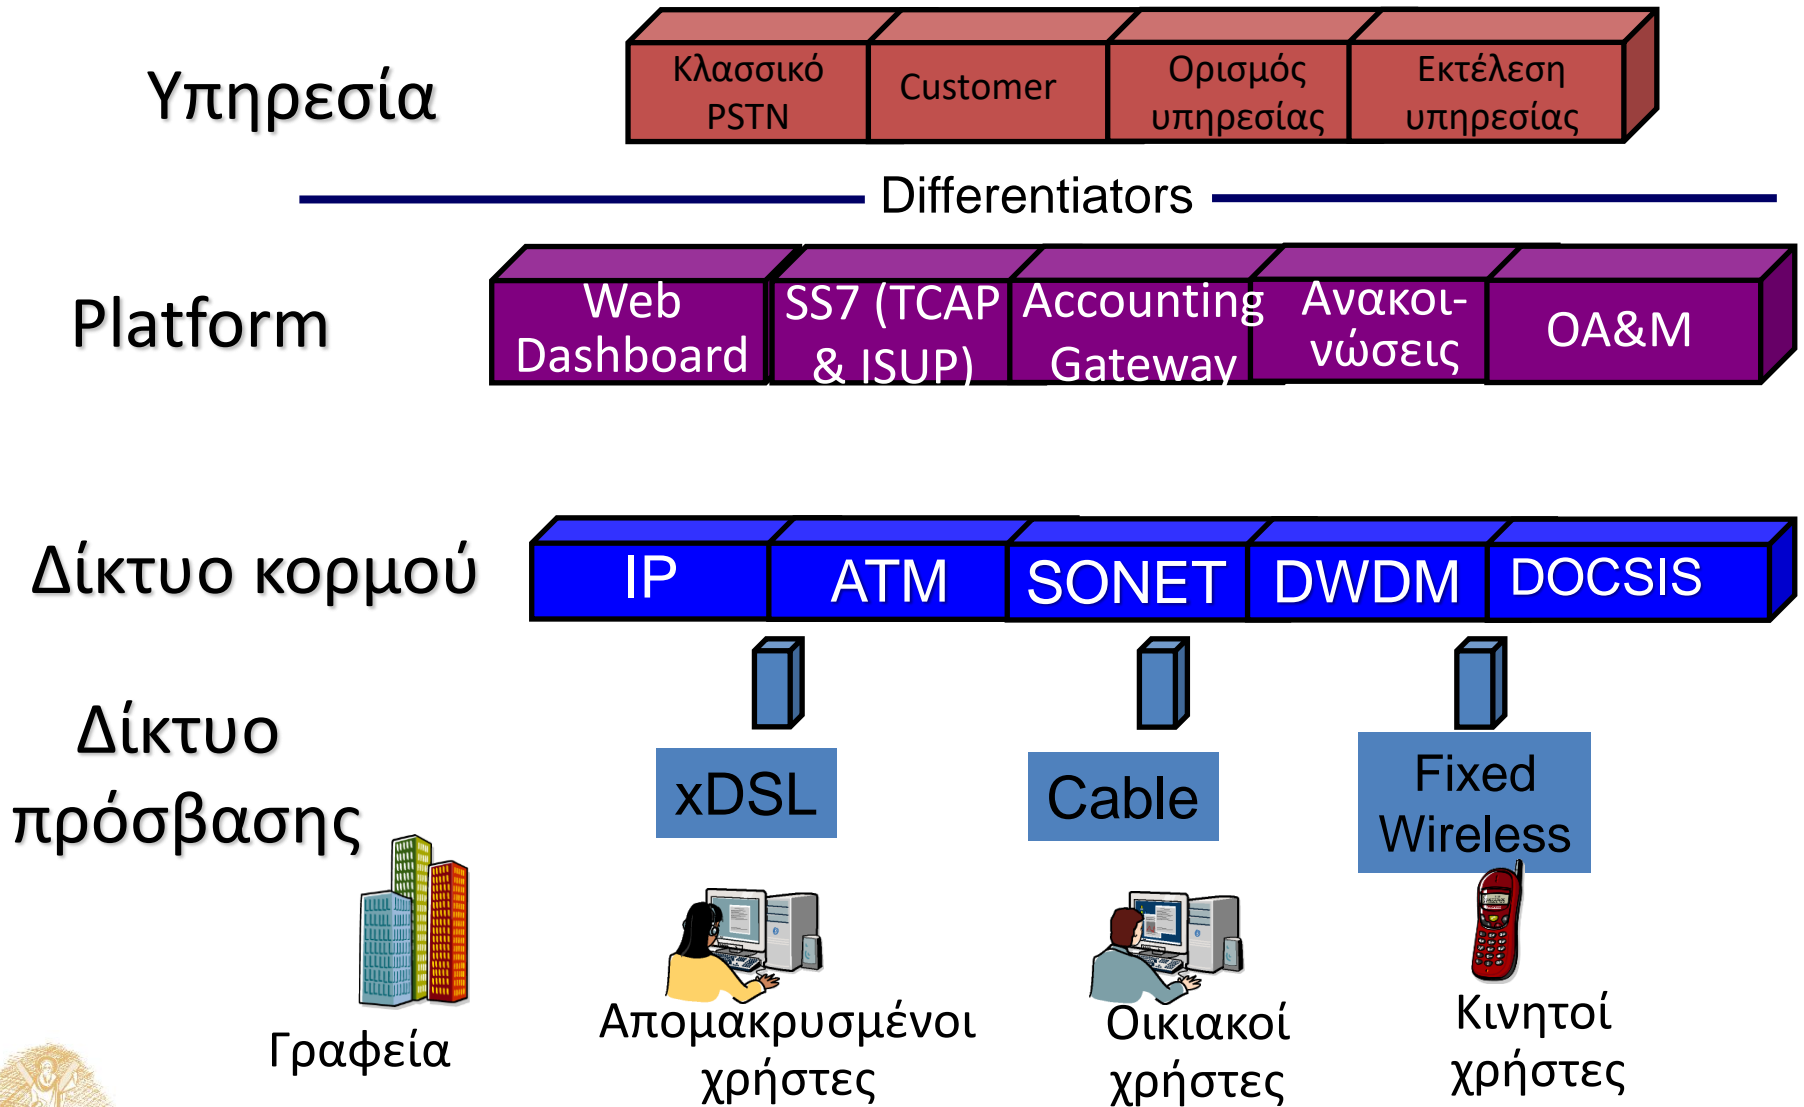 Υπηρεσία
Κλασσικό
PSTN
Customer
Ορισμός
υπηρεσίας
Εκτέλεση
υπηρεσίας
Differentiators
Platform
Web
Dashboard
SS7 (TCAP
& ISUP)
Accounting
Gateway
Ανακοι-
νώσεις
OA&M
Δίκτυο κορμού
IP
ATM
SONET
DWDM
DOCSIS
Δίκτυο
πρόσβασης
xDSL
Cable
Fixed
Wireless
Γραφεία
Απομακρυσμένοι
χρήστες
Οικιακοί
χρήστες
Κινητοί
χρήστες